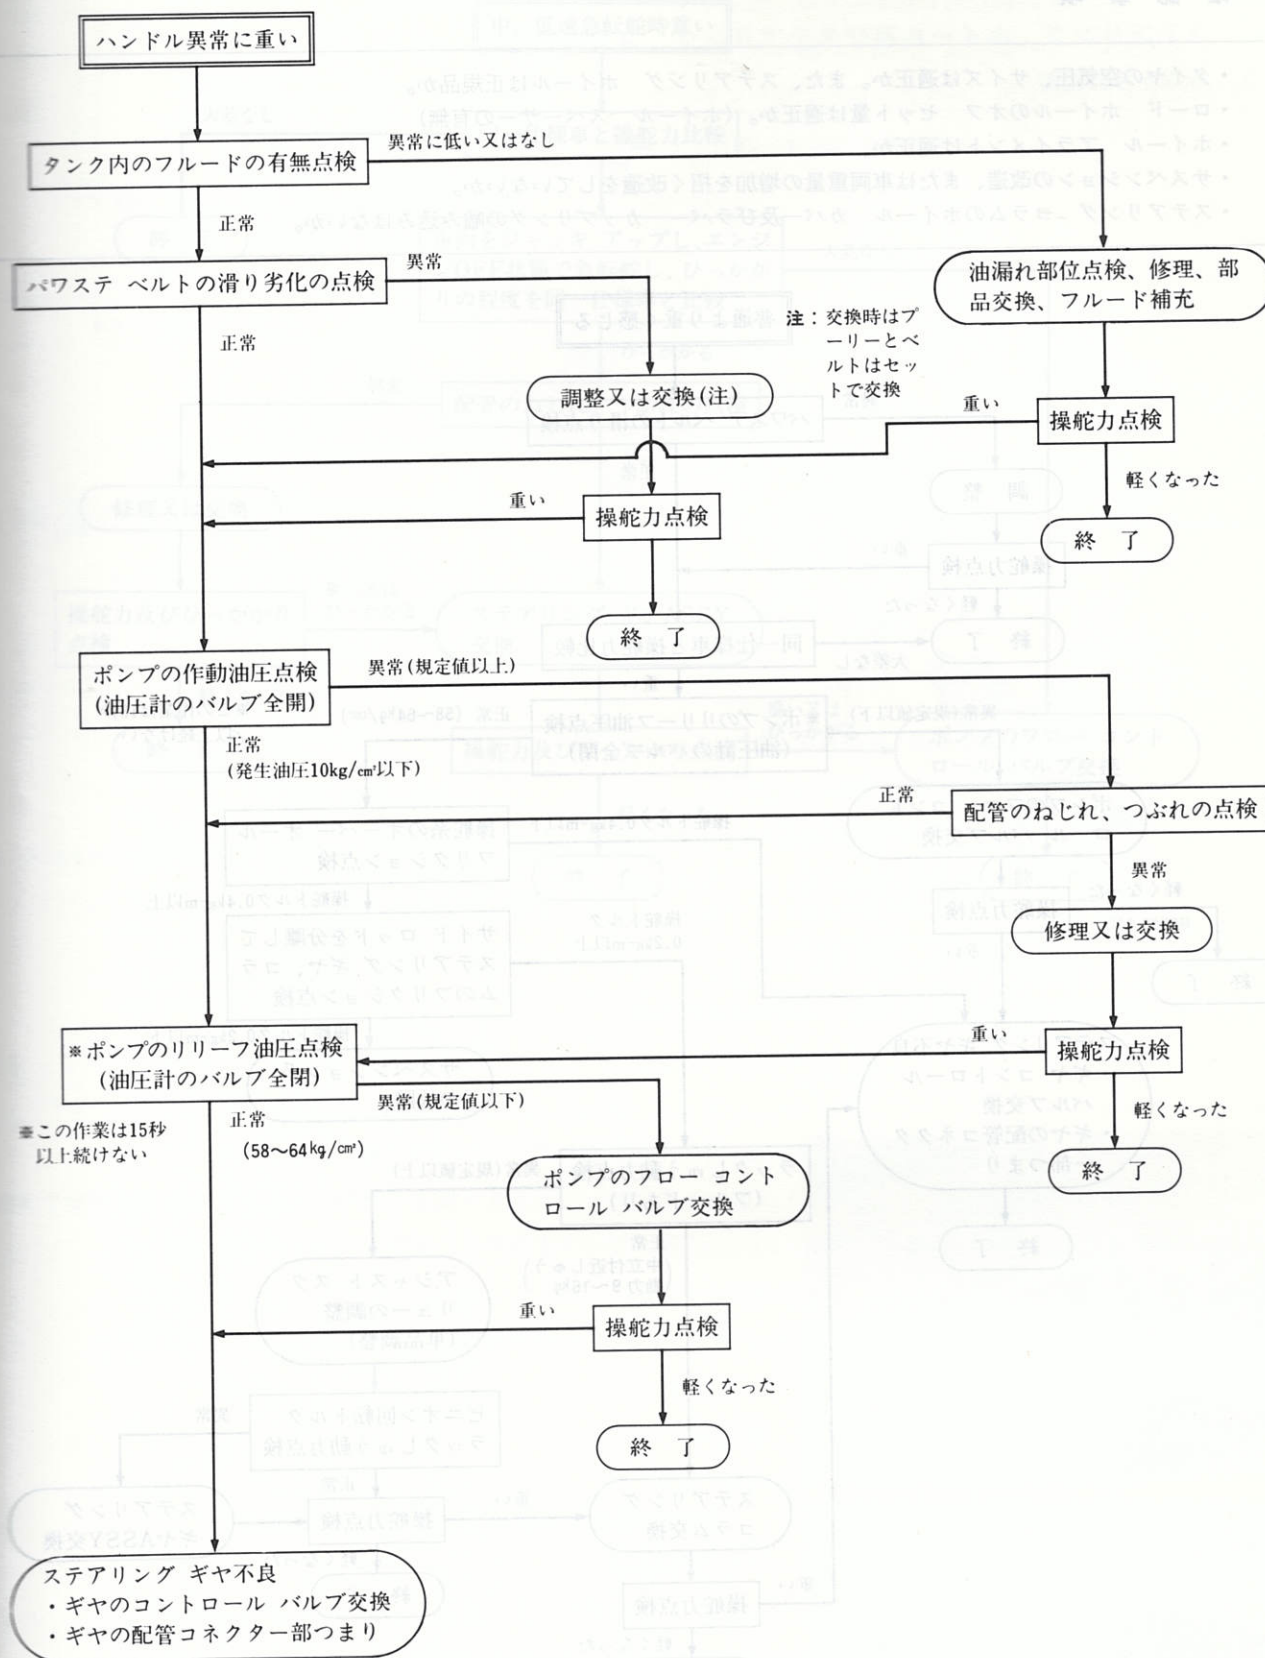 ハンドル異常に重い
タンク内のフルードの有無点検
異常に低い又はなし
正常
パワステ ベルトの滑り劣化の点検
異常
正常
油漏れ部位点検、修理、部
品交換、フルード補充
注：交換時はプ
ーリーとベ
ルトはセッ
トで交換
調整又は交換(注)
重い
操舵力点検
軽くなった
終 了
重い
操舵力点検
終 了
ポンプの作動油圧点検
(油圧計のバルブ全開)
異常(規定値以上)
正常
(発生油圧10kg/cm²以下)
正常
配管のねじれ、つぶれの点検
異常
修理又は交換
※ポンプのリリーフ油圧点検
(油圧計のバルブ全閉)
重い
操舵力点検
軽くなった
終 了
異常(規定値以下)
正常
(58〜64kg/cm²)
※この作業は15秒
以上続けない
ポンプのフロー コント
ロール バルブ交換
重い
操舵力点検
軽くなった
終 了
ステアリング ギヤ不良
・ギヤのコントロール バルブ交換
・ギヤの配管コネクター部つまり